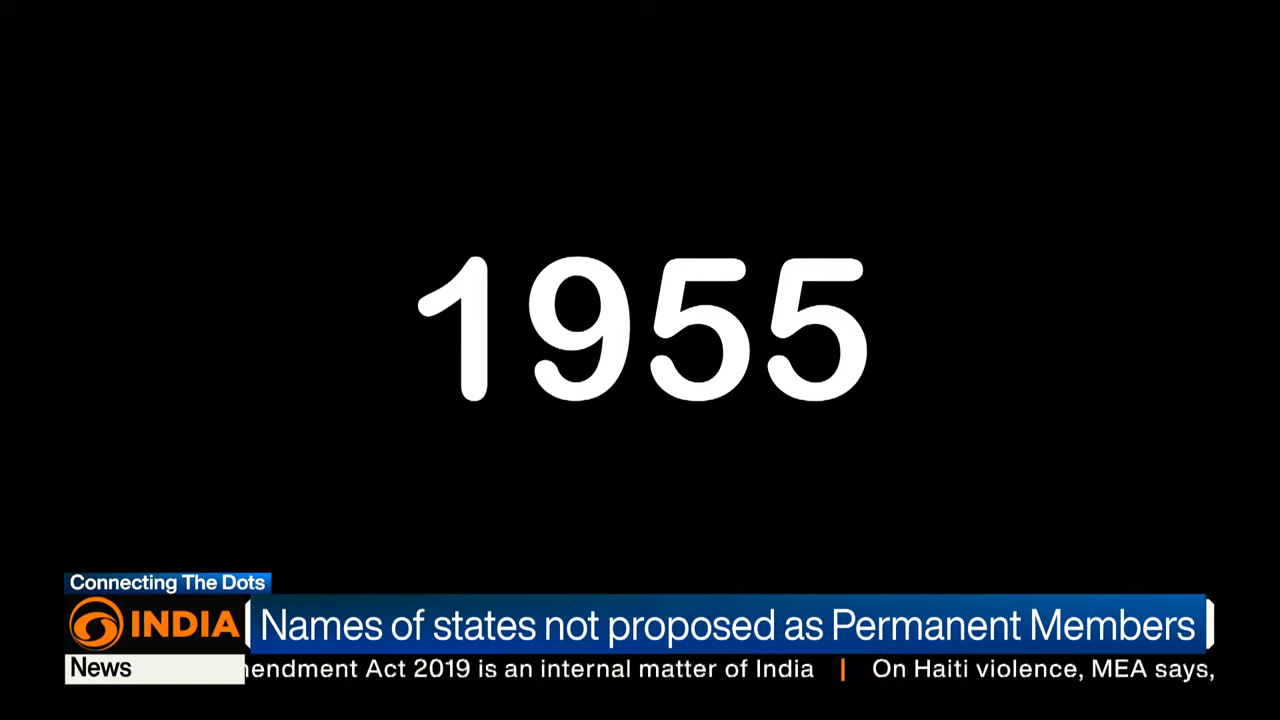 1955
Connecting The Dots
INDIA
Names of states not proposed as Permanent Members
News
Act 2019 is an internal matter of India | On Haiti violence, MEA says,